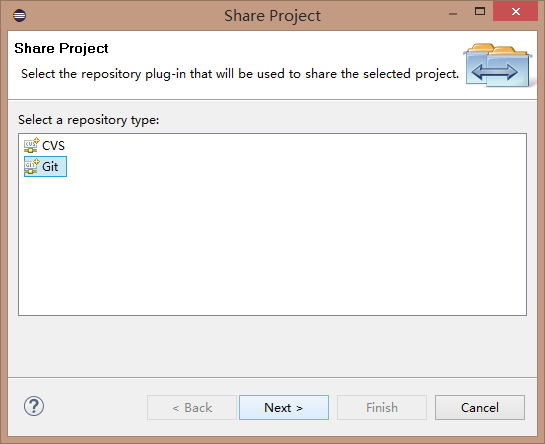 Share Project
Share Project
Select the repository plug-in that will be used to share the selected project.
Select a repository type:
CVS
Git
< Back
Next >
Finish
Cancel